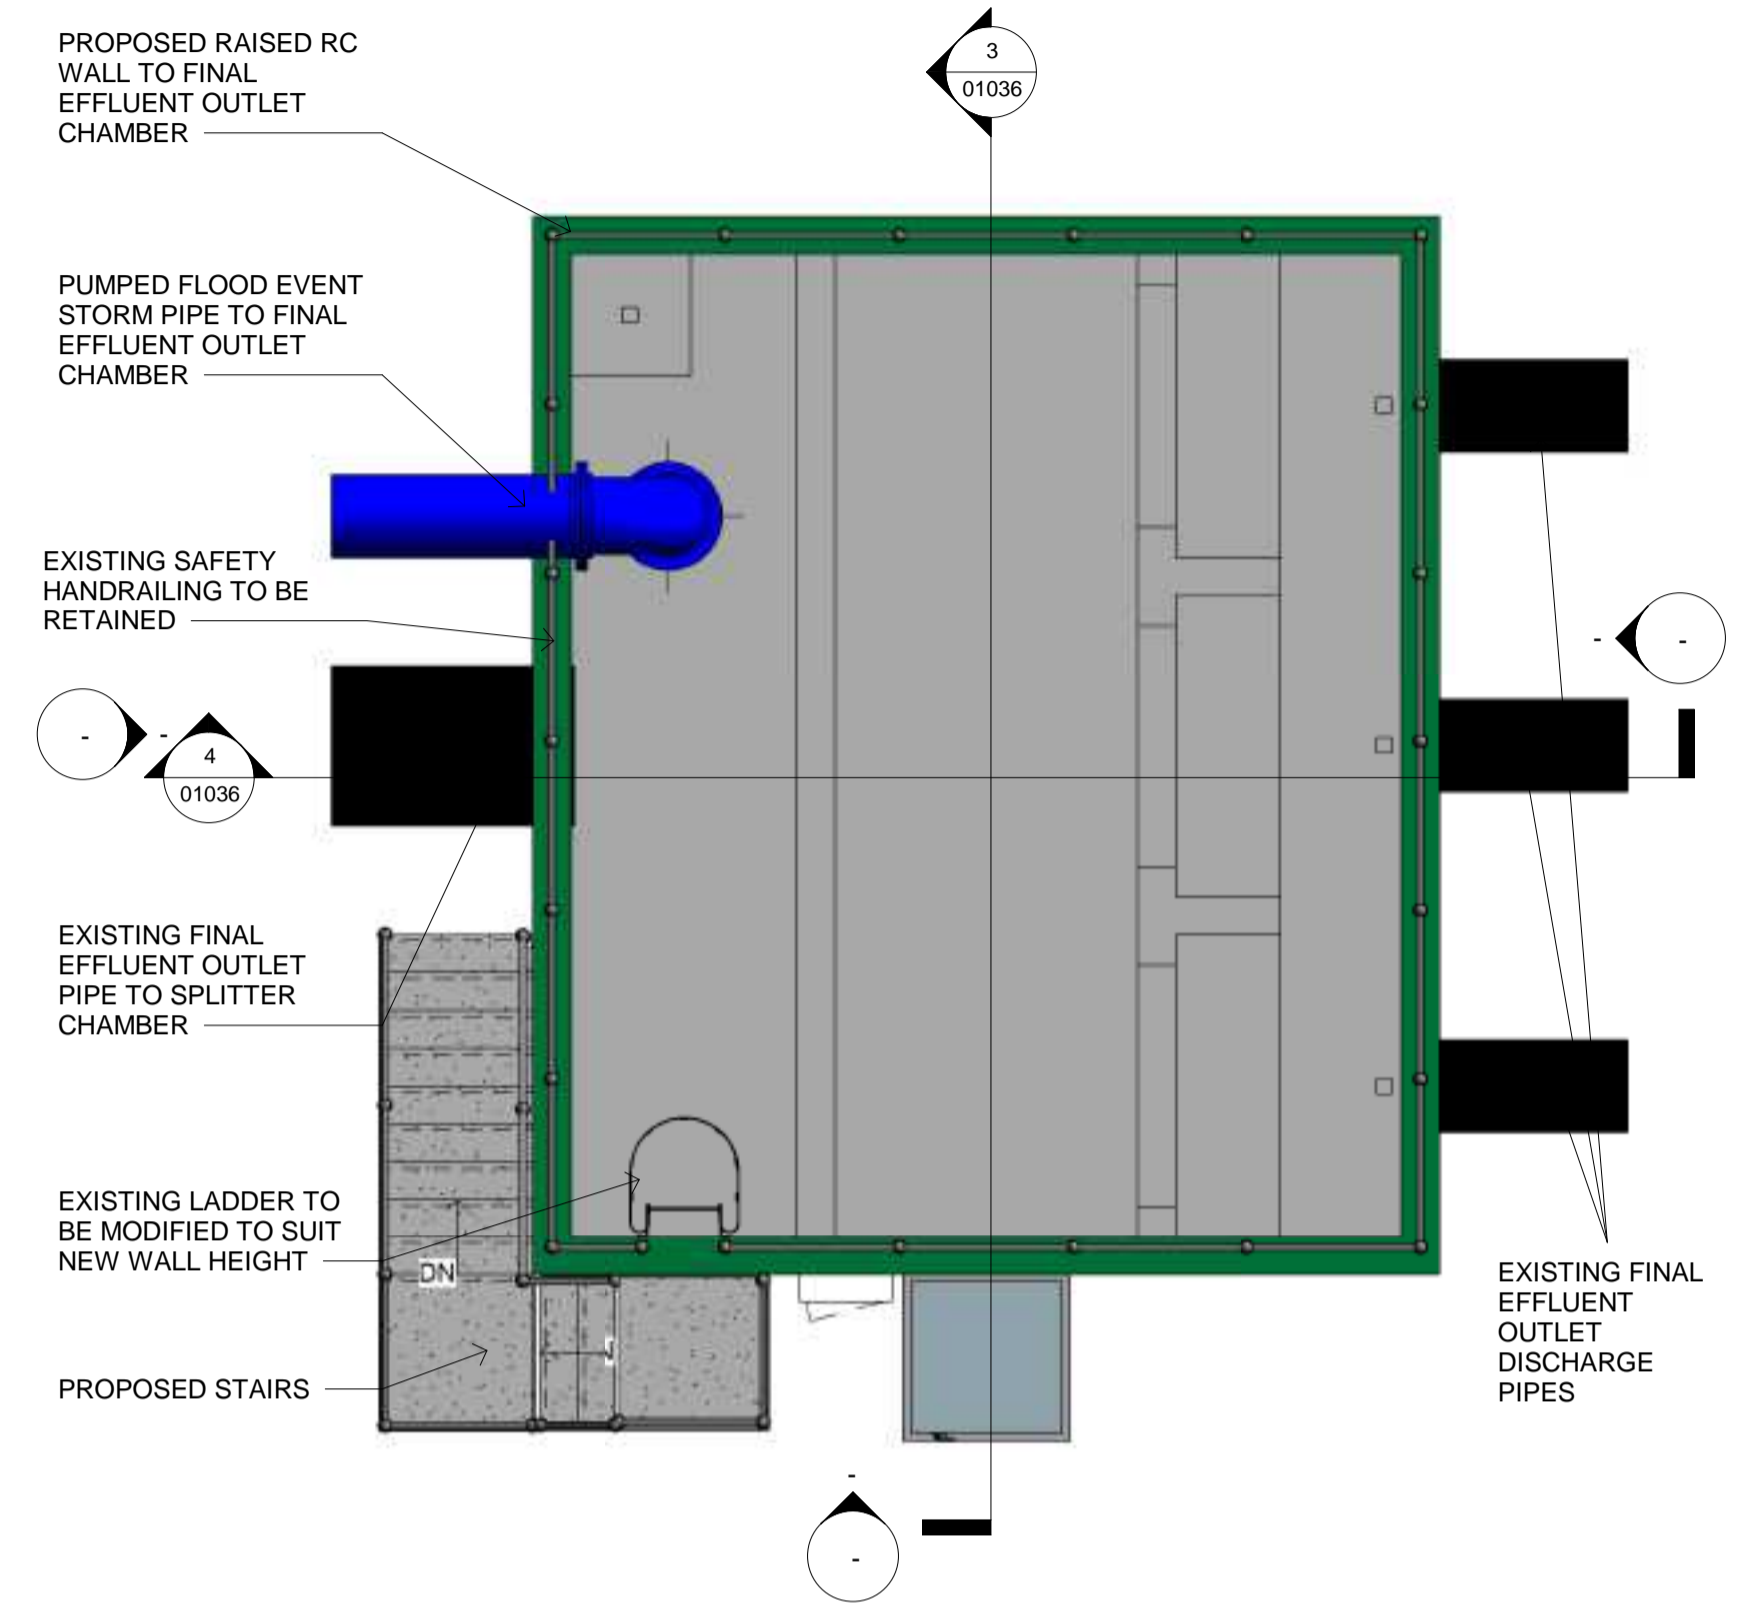 PROPOSED RAISED RC
WALL TO FINAL
EFFLUENT OUTLET
CHAMBER
3
01036
PUMPED FLOOD EVENT
STORM PIPE TO FINAL
EFFLUENT OUTLET
CHAMBER
EXISTING SAFETY
HANDRAILING TO BE
RETAINED
- -
- -
4
01036
EXISTING FINAL
EFFLUENT OUTLET
PIPE TO SPLITTER
CHAMBER
EXISTING LADDER TO
BE MODIFIED TO SUIT
NEW WALL HEIGHT
DN
PROPOSED STAIRS
EXISTING FINAL
EFFLUENT
OUTLET
DISCHARGE
PIPES
-
-